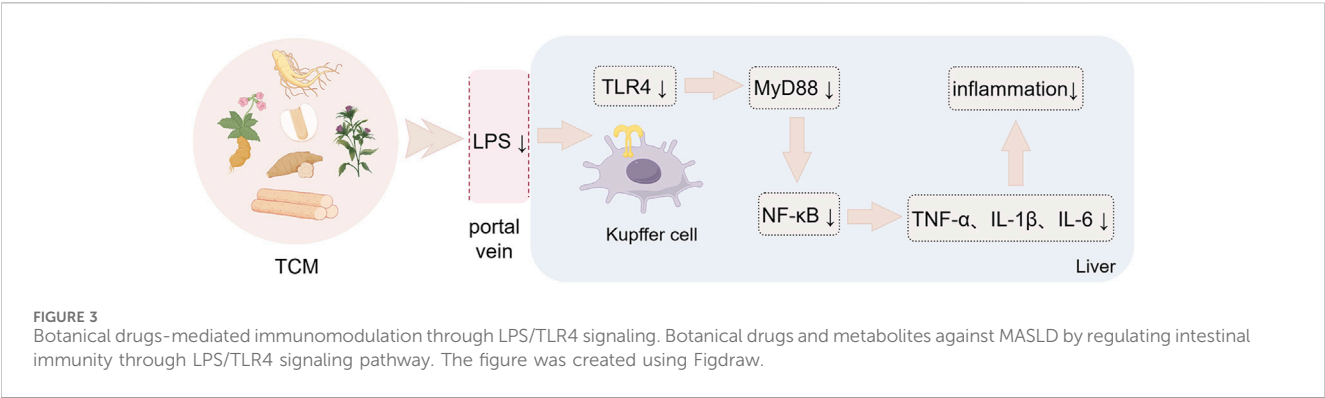 TCM
LPS ↓
portal
vein
TLR4 ↓
MyD88 ↓
Kupffer cell
NF-κB ↓
TNF-α、IL-1β、IL-6 ↓
inflammation↓
Liver
FIGURE 3
Botanical drugs-mediated immunomodulation through LPS/TLR4 signaling. Botanical drugs and metabolites against MASLD by regulating intestinal
immunity through LPS/TLR4 signaling pathway. The figure was created using Figdraw.